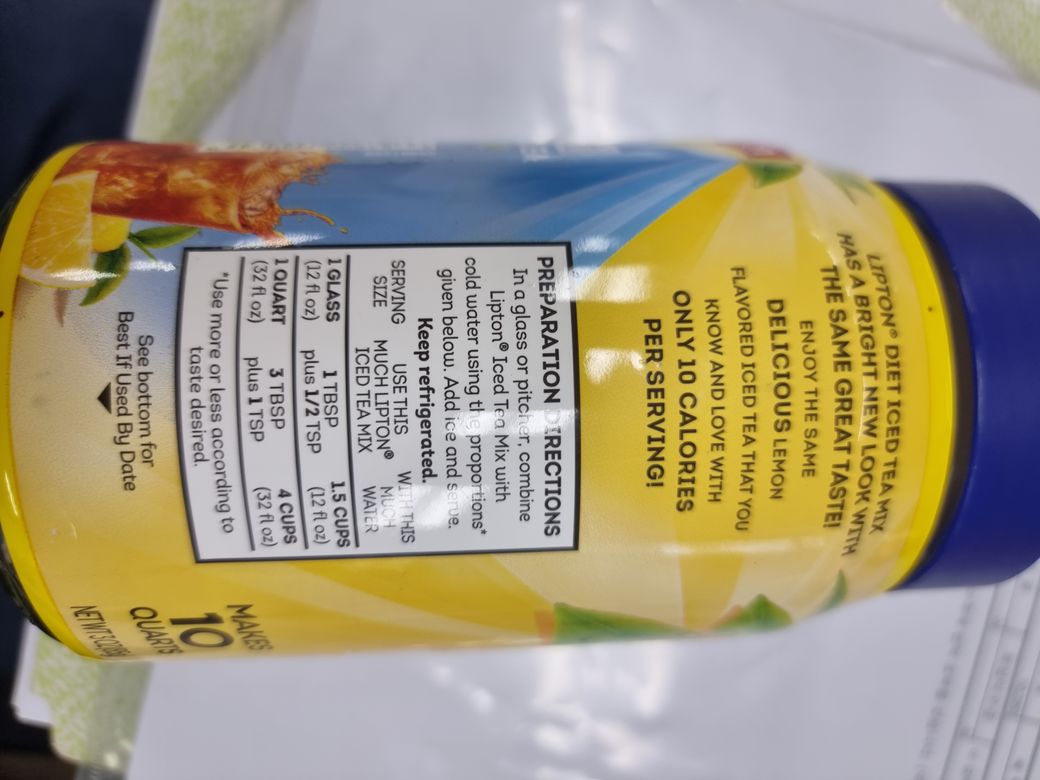 LIPTON® DIET ICED TEA MIX
HAS A BRIGHT NEW LOOK WITH
THE SAME GREAT TASTE!
ENJOY THE SAME
DELICIOUS LEMON
FLAVORED ICED TEA THAT YOU
KNOW AND LOVE WITH
ONLY 10 CALORIES
PER SERVING!
PREPARATION DIRECTIONS
In a glass or pitcher, combine
Lipton® Iced Tea Mix with
cold water using the proportions*
given below. Add ice and serve.
Keep refrigerated.
SERVING USE THIS WITH THIS
SIZE MUCH LIPTON® MUCH
ICED TEA MIX WATER
1 GLASS 1 TBSP 1.5 CUPS
(12 fl oz) plus 1/2 TSP (12 fl oz)
1 QUART 3 TBSP 4 CUPS
(32 fl oz) plus 1 TSP (32 fl oz)
*Use more or less according to
taste desired.
See bottom for
Best If Used By Date
MAKES
10
QUARTS
NET WT 3 OZ